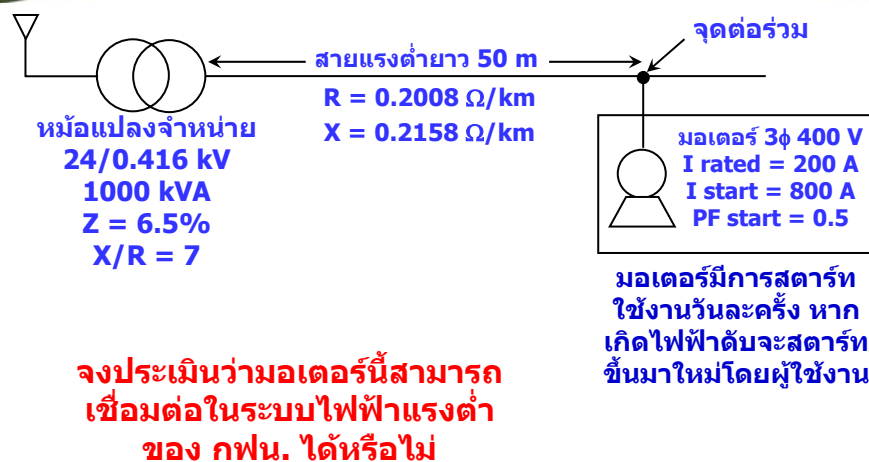 จุดต่อร่วม
สายแรงต่ำยาว 50 m
R = 0.2008 Ω/km
X = 0.2158 Ω/km
หม้อแปลงจำหน่าย
24/0.416 kV
1000 kVA
Z = 6.5%
X/R = 7
มอเตอร์ 3ϕ 400 V
I rated = 200 A
I start = 800 A
PF start = 0.5
มอเตอร์มีการสตาร์ท
ใช้งานวันละครั้ง หาก
เกิดไฟฟ้าดับจะสตาร์ท
ขึ้นมาใหม่โดยผู้ใช้งาน
จงประเมินว่ามอเตอร์นี้สามารถ
เชื่อมต่อในระบบไฟฟ้าแรงต่ำ
ของ กฟน. ได้หรือไม่